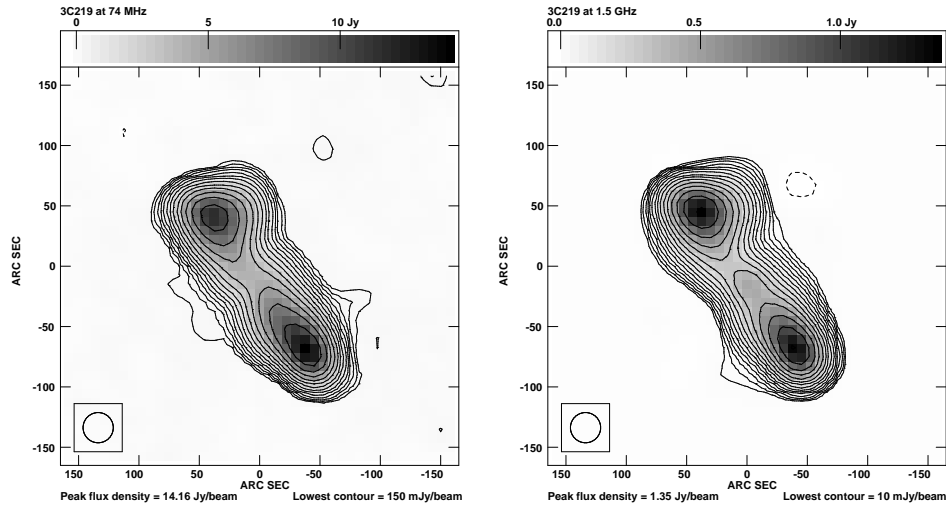 3C219 at 74 MHz
0 5 10 Jy
150
100
50
0
-50
-100
-150
ARC SEC
150 100 50 0 -50 -100 -150
ARC SEC
Peak flux density = 14.16 Jy/beam Lowest contour = 150 mJy/beam
3C219 at 1.5 GHz
0.0 0.5 1.0 Jy
150
100
50
0
-50
-100
-150
ARC SEC
150 100 50 0 -50 -100 -150
ARC SEC
Peak flux density = 1.35 Jy/beam Lowest contour = 10 mJy/beam